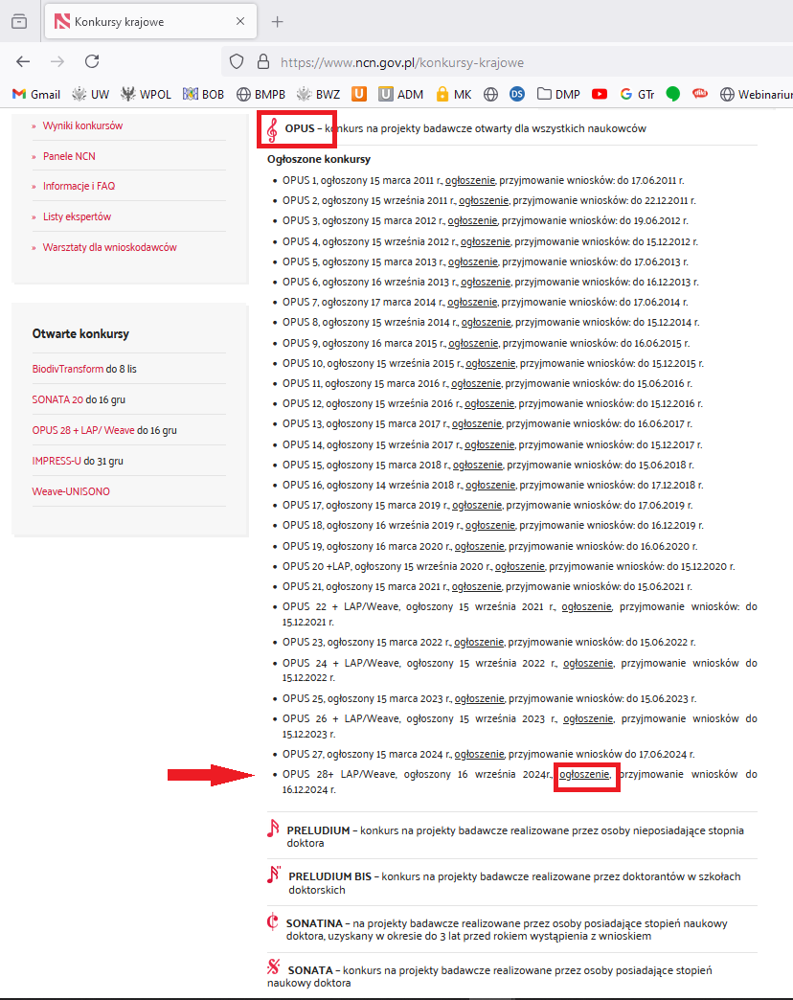 Konkursy krajowe
https://www.ncn.gov.pl/konkursy-krajowe
Gmail UW WPOL BOB BMPB BWZ U U ADM MK DS DMP GTr wiki Webinariu
» Wyniki konkursów
» Panele NCN
» Informacje i FAQ
» Listy ekspertów
» Warsztaty dla wnioskodawców
Otwarte konkursy
BiodivTransform do 8 lis
SONATA 20 do 16 gru
OPUS 28 + LAP/ Weave do 16 gru
IMPRESS-U do 31 gru
Weave-UNISONO
OPUS – konkurs na projekty badawcze otwarty dla wszystkich naukowców
Ogłoszone konkursy
• OPUS 1, ogłoszony 15 marca 2011 r., ogłoszenie, przyjmowanie wniosków: do 17.06.2011 r.
• OPUS 2, ogłoszony 15 września 2011 r., ogłoszenie, przyjmowanie wniosków: do 22.12.2011 r.
• OPUS 3, ogłoszony 15 marca 2012 r., ogłoszenie, przyjmowanie wniosków: do 19.06.2012 r.
• OPUS 4, ogłoszony 15 września 2012 r., ogłoszenie, przyjmowanie wniosków: do 15.12.2012 r.
• OPUS 5, ogłoszony 15 marca 2013 r., ogłoszenie, przyjmowanie wniosków: do 17.06.2013 r.
• OPUS 6, ogłoszony 16 września 2013 r., ogłoszenie, przyjmowanie wniosków: do 16.12.2013 r.
• OPUS 7, ogłoszony 17 marca 2014 r., ogłoszenie, przyjmowanie wniosków: do 17.06.2014 r.
• OPUS 8, ogłoszony 15 września 2014 r., ogłoszenie, przyjmowanie wniosków: do 15.12.2014 r.
• OPUS 9, ogłoszony 16 marca 2015 r., ogłoszenie, przyjmowanie wniosków: do 16.06.2015 r.
• OPUS 10, ogłoszony 15 września 2015 r., ogłoszenie, przyjmowanie wniosków: do 15.12.2015 r.
• OPUS 11, ogłoszony 15 marca 2016 r., ogłoszenie, przyjmowanie wniosków: do 15.06.2016 r.
• OPUS 12, ogłoszony 15 września 2016 r., ogłoszenie, przyjmowanie wniosków: do 15.12.2016 r.
• OPUS 13, ogłoszony 15 marca 2017 r., ogłoszenie, przyjmowanie wniosków: do 16.06.2017 r.
• OPUS 14, ogłoszony 15 września 2017 r., ogłoszenie, przyjmowanie wniosków: do 15.12.2017 r.
• OPUS 15, ogłoszony 15 marca 2018 r., ogłoszenie, przyjmowanie wniosków: do 15.06.2018 r.
• OPUS 16, ogłoszony 14 września 2018 r., ogłoszenie, przyjmowanie wniosków: do 17.12.2018 r.
• OPUS 17, ogłoszony 15 marca 2019 r., ogłoszenie, przyjmowanie wniosków: do 17.06.2019 r.
• OPUS 18, ogłoszony 16 września 2019 r., ogłoszenie, przyjmowanie wniosków: do 16.12.2019 r.
• OPUS 19, ogłoszony 16 marca 2020 r., ogłoszenie, przyjmowanie wniosków: do 16.06.2020 r.
• OPUS 20 +LAP, ogłoszony 15 września 2020 r., ogłoszenie, przyjmowanie wniosków: do 15.12.2020 r.
• OPUS 21, ogłoszony 15 marca 2021 r., ogłoszenie, przyjmowanie wniosków: do 15.06.2021 r.
• OPUS 22 + LAP/Weave, ogłoszony 15 września 2021 r., ogłoszenie, przyjmowanie wniosków: do
15.12.2021 r.
• OPUS 23, ogłoszony 15 marca 2022 r., ogłoszenie, przyjmowanie wniosków: do 15.06.2022 r.
• OPUS 24 + LAP/Weave, ogłoszony 15 września 2022 r., ogłoszenie, przyjmowanie wniosków: do
15.12.2022 r.
• OPUS 25, ogłoszony 15 marca 2023 r., ogłoszenie, przyjmowanie wniosków: do 15.06.2023 r.
• OPUS 26 + LAP/Weave, ogłoszony 15 września 2023 r., ogłoszenie, przyjmowanie wniosków: do
15.12.2023 r.
• OPUS 27, ogłoszony 15 marca 2024 r., ogłoszenie, przyjmowanie wniosków do 17.06.2024 r.
• OPUS 28+ LAP/Weave, ogłoszony 16 września 2024r., ogłoszenie, przyjmowanie wniosków do
16.12.2024 r.
PRELUDIUM – konkurs na projekty badawcze realizowane przez osoby nieposiadające stopnia
doktora
PRELUDIUM BIS – konkurs na projekty badawcze realizowane przez doktorantów w szkołach
doktorskich
SONATINA – na projekty badawcze realizowane przez osoby posiadające stopień naukowy
doktora, uzyskany w okresie do 3 lat przed rokiem wystąpienia z wnioskiem
SONATA – konkurs na projekty badawcze realizowane przez osoby posiadające stopień
naukowy doktora